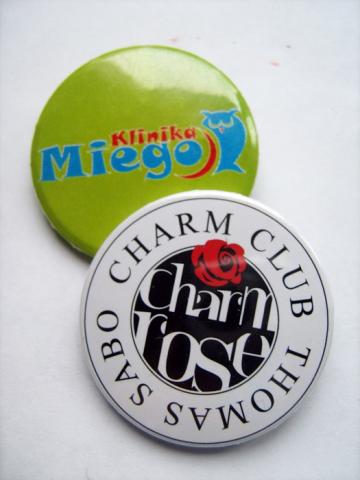 Klinika
Miego
CHARM CLUB THOMAS SABO
charm
rose